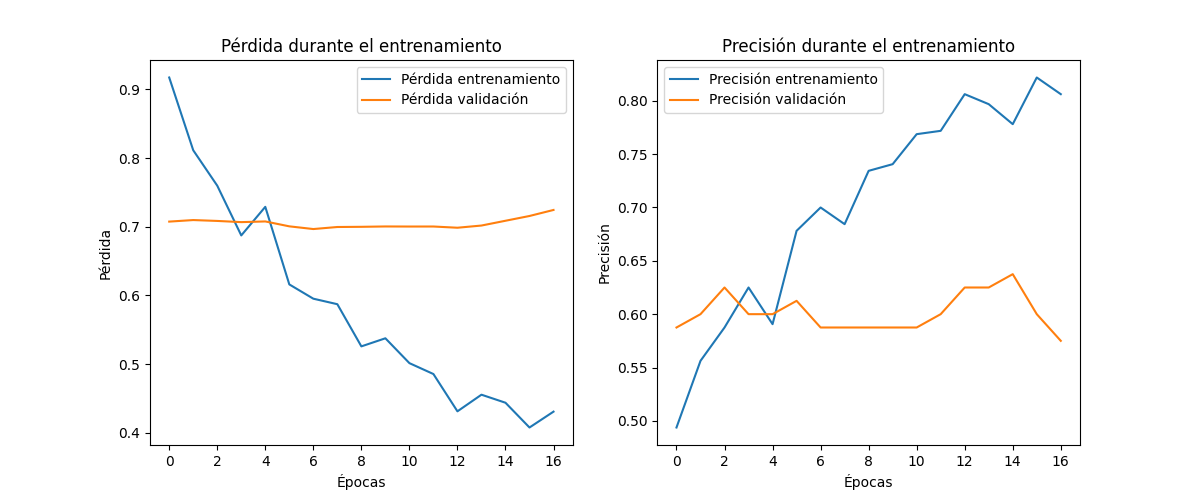 Pérdida durante el entrenamiento
Pérdida entrenamiento
Pérdida validación
Pérdida
0.9
0.8
0.7
0.6
0.5
0.4
0 2 4 6 8 10 12 14 16
Épocas
Precisión durante el entrenamiento
Precisión entrenamiento
Precisión validación
Precisión
0.80
0.75
0.70
0.65
0.60
0.55
0.50
0 2 4 6 8 10 12 14 16
Épocas